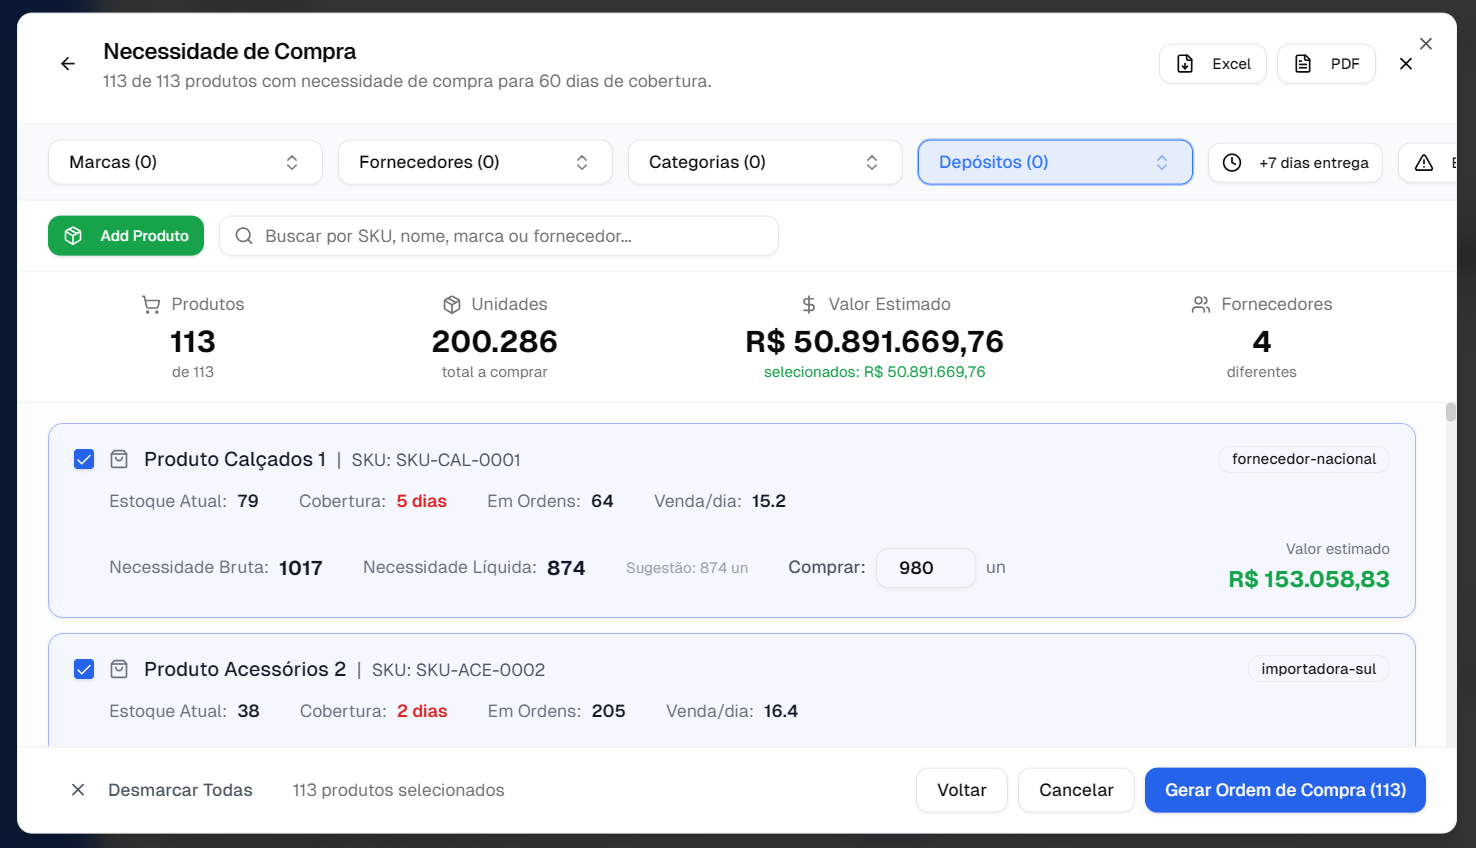 Necessidade de Compra
113 de 113 produtos com necessidade de compra para 60 dias de cobertura.
Excel
PDF
Marcas (0)
Fornecedores (0)
Categorias (0)
Depósitos (0)
+7 dias entrega
Add Produto
Buscar por SKU, nome, marca ou fornecedor...
Produtos
113
de 113
Unidades
200.286
total a comprar
Valor Estimado
R$ 50.891.669,76
selecionados: R$ 50.891.669,76
Fornecedores
4
diferentes
Produto Calçados 1 | SKU: SKU-CAL-0001
fornecedor-nacional
Estoque Atual: 79 Cobertura: 5 dias Em Ordens: 64 Venda/dia: 15.2
Necessidade Bruta: 1017 Necessidade Líquida: 874 Sugestão: 874 un Comprar: 980 un
Valor estimado
R$ 153.058,83
Produto Acessórios 2 | SKU: SKU-ACE-0002
importadora-sul
Estoque Atual: 38 Cobertura: 2 dias Em Ordens: 205 Venda/dia: 16.4
Desmarcar Todas
113 produtos selecionados
Voltar
Cancelar
Gerar Ordem de Compra (113)